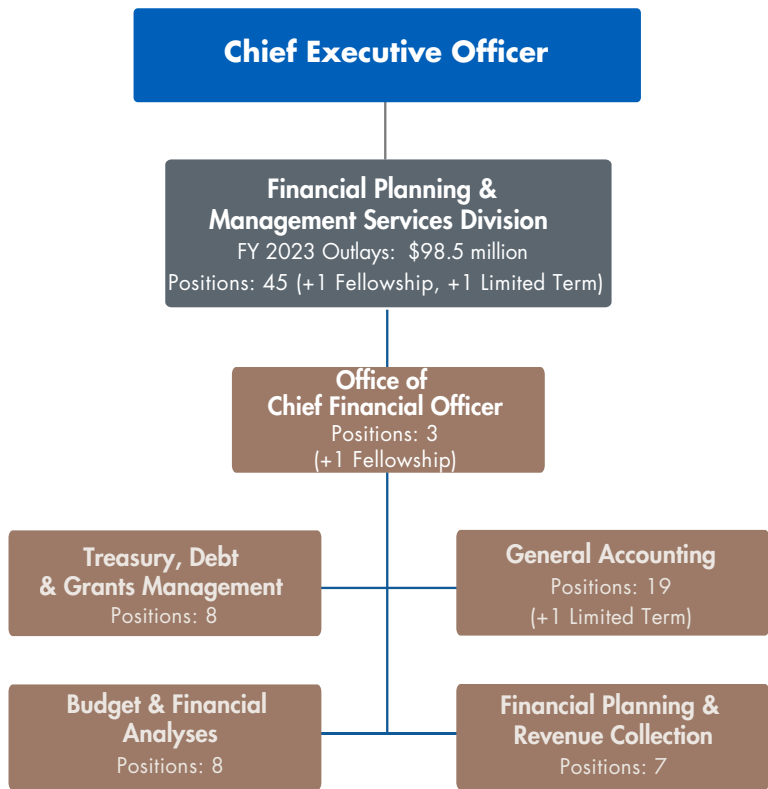 Chief Executive Officer
Financial Planning &
Management Services Division
FY 2023 Outlays: $98.5 million
Positions: 45 (+1 Fellowship, +1 Limited Term)
Office of
Chief Financial Officer
Positions: 3
(+1 Fellowship)
Treasury, Debt
& Grants Management
Positions: 8
General Accounting
Positions: 19
(+1 Limited Term)
Budget & Financial
Analyses
Positions: 8
Financial Planning &
Revenue Collection
Positions: 7